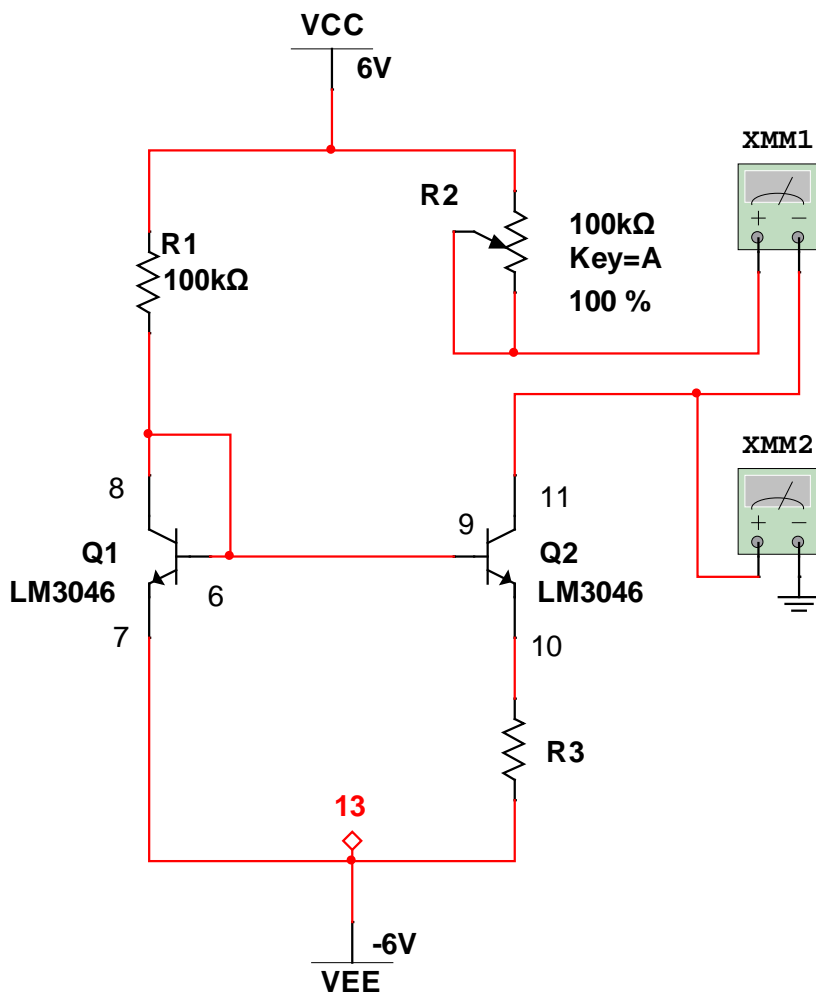 VCC
6V
XMM1
+ −
R2
100kΩ
Key=A
100 %
R1
100kΩ
XMM2
+ −
8
11
9
Q1
LM3046
6
Q2
LM3046
7
10
R3
13
-6V
VEE